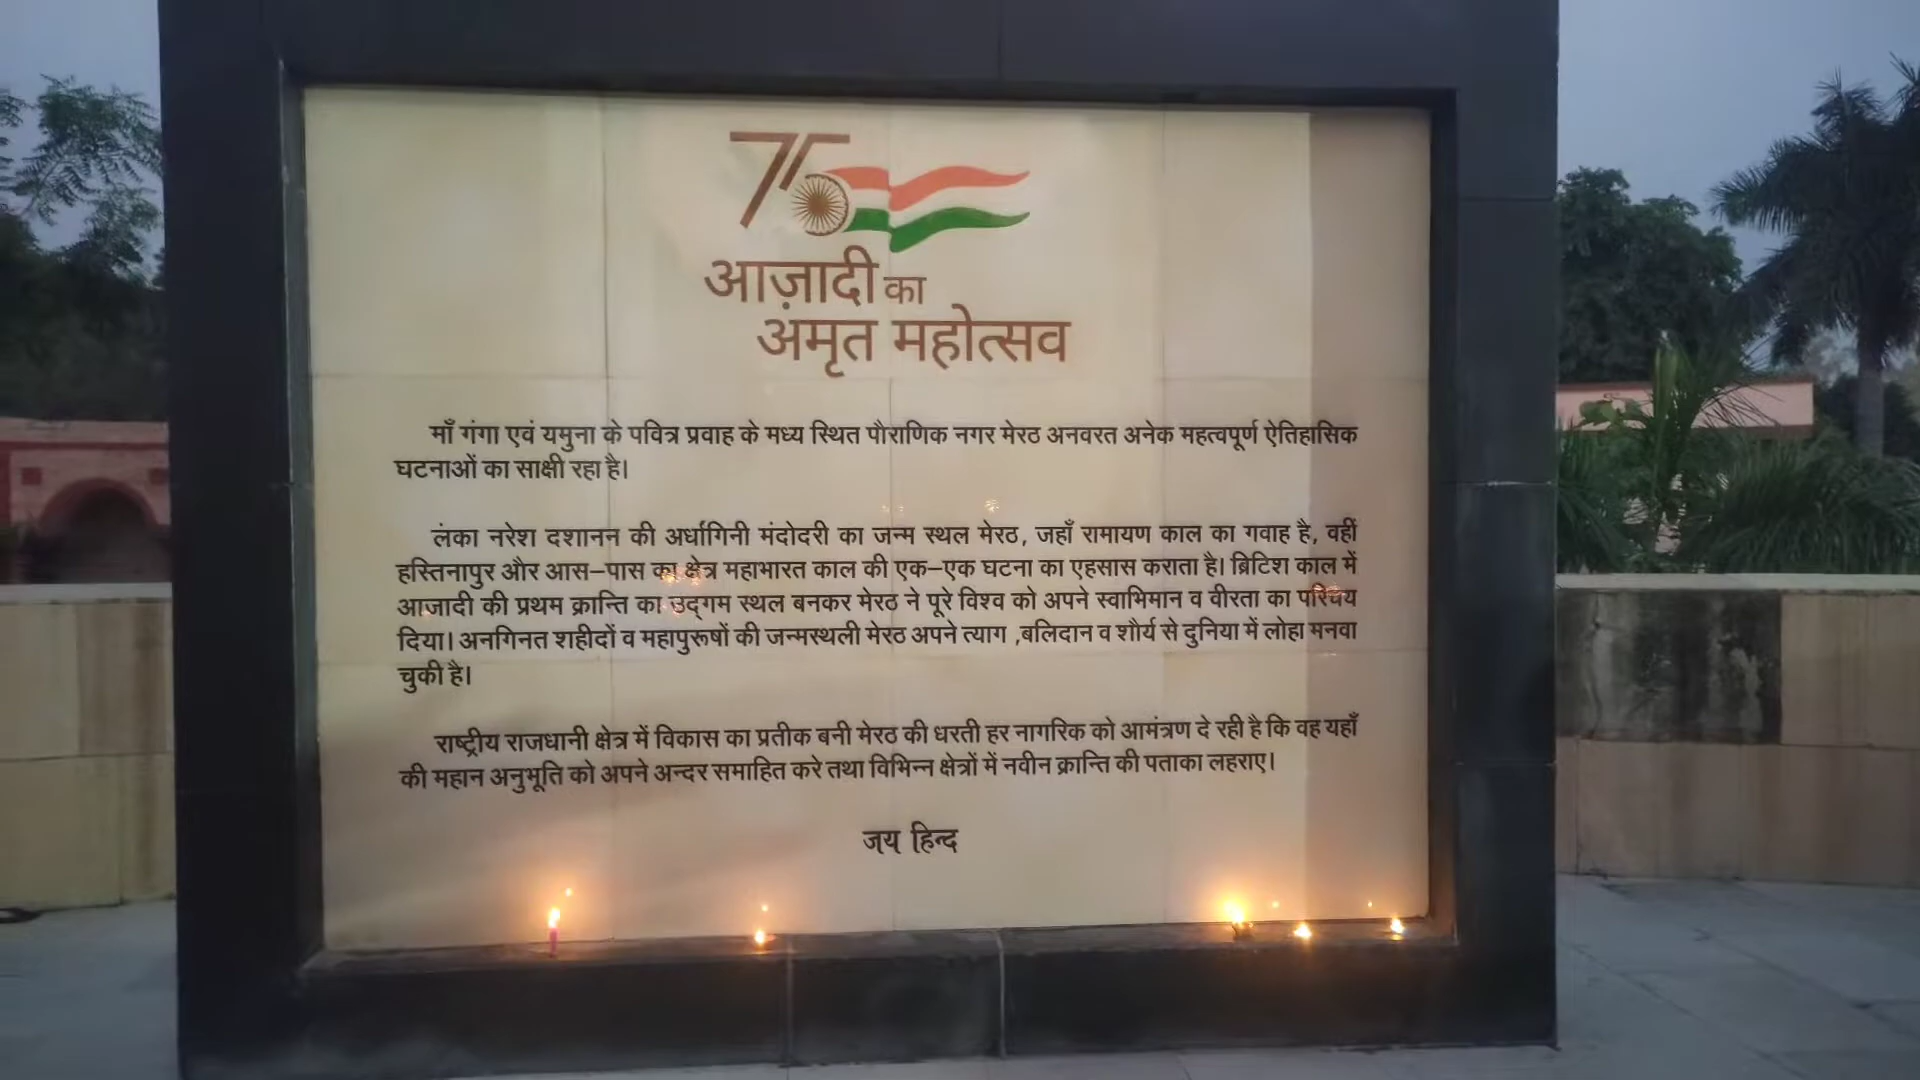 75
आज़ादी का
अमृत महोत्सव
माँ गंगा एवं यमुना के पवित्र प्रवाह के मध्य स्थित पौराणिक नगर मेरठ अनवरत अनेक महत्वपूर्ण ऐतिहासिक
घटनाओं का साक्षी रहा है।
लंका नरेश दशानन की अर्धांगिनी मंदोदरी का जन्म स्थल मेरठ, जहाँ रामायण काल का गवाह है, वहीं
हस्तिनापुर और आस–पास का क्षेत्र महाभारत काल की एक–एक घटना का एहसास कराता है। ब्रिटिश काल में
आजादी की प्रथम क्रान्ति का उद्‌गम स्थल बनकर मेरठ ने पूरे विश्व को अपने स्वाभिमान व वीरता का परिचय
दिया। अनगिनत शहीदों व महापुरूषों की जन्मस्थली मेरठ अपने त्याग ,बलिदान व शौर्य से दुनिया में लोहा मनवा
चुकी है।
राष्ट्रीय राजधानी क्षेत्र में विकास का प्रतीक बनी मेरठ की धरती हर नागरिक को आमंत्रण दे रही है कि वह यहाँ
की महान अनुभूति को अपने अन्दर समाहित करे तथा विभिन्न क्षेत्रों में नवीन क्रान्ति की पताका लहराए।
जय हिन्द